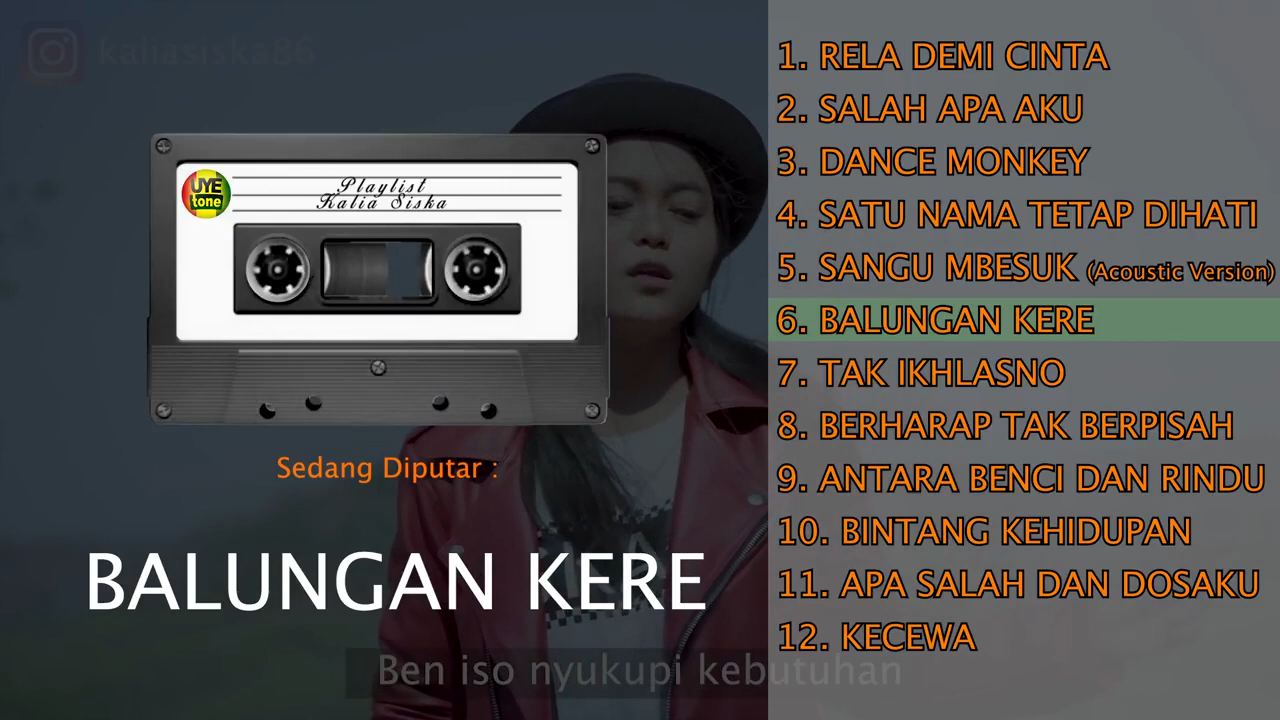 kaliasiska86
UYE
tone
Playlist
Kalia Siska
Sedang Diputar :
BALUNGAN KERE
Ben iso nyukupi kebutuhan
1. RELA DEMI CINTA
2. SALAH APA AKU
3. DANCE MONKEY
4. SATU NAMA TETAP DIHATI
5. SANGU MBESUK (Acoustic Version)
6. BALUNGAN KERE
7. TAK IKHLASNO
8. BERHARAP TAK BERPISAH
9. ANTARA BENCI DAN RINDU
10. BINTANG KEHIDUPAN
11. APA SALAH DAN DOSAKU
12. KECEWA